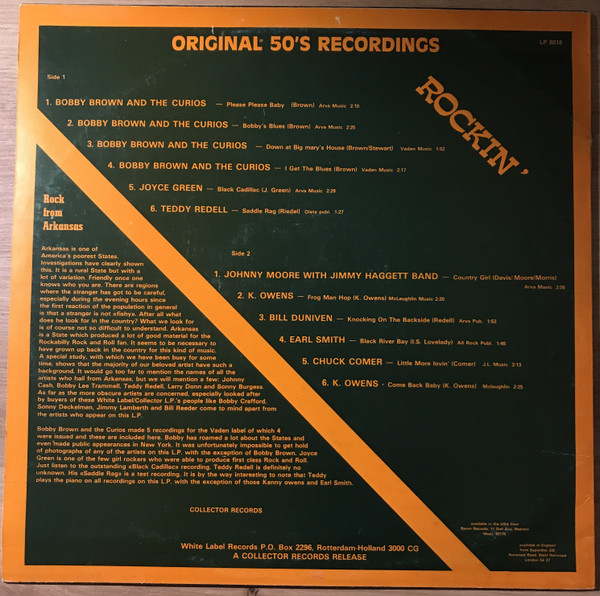 ORIGINAL 50'S RECORDINGS
ROCKIN'
Side 1
1. BOBBY BROWN AND THE CURIOS — Please Please Baby (Brown) Arva Music 2:18
2. BOBBY BROWN AND THE CURIOS — Bobby's Blues (Brown) Arva Music 2:25
3. BOBBY BROWN AND THE CURIOS — Down at Big mary's House (Brown/Stewart) Vaden Music 1:52
4. BOBBY BROWN AND THE CURIOS — I Get The Blues (Brown) Vaden Music 2:17
5. JOYCE GREEN — Black Cadillac (J. Green) Arva Music 2:29
6. TEDDY REDELL — Saddle Rag (Riedel) publ. 1:27
Side 2
1. JOHNNY MOORE WITH JIMMY HAGGETT BAND — Country Girl (Davis/Moore/Morris)
Arva Music
2. K. OWENS — Frog Man Hop (K. Owens) McLaughlin Music 2:20
3. BILL DUNIVEN — Knocking On The Backside (Redell) Arva Pub. 1:53
4. EARL SMITH — Black River Bay (I.S. Lovelady) All Rock Publ. 1:46
5. CHUCK COMER — Little More lovin' (Comer) J.L. Music 2:13
6. K. OWENS - Come Back Baby (K. Owens) Mclaughlin 2:25
Rock
from
Arkansas
Arkansas is one of
America's poorest States.
Investigations have clearly shown
this. It is a rural State but with a
lot of variation. Friendly once one
knows who you are. There are regions
where the stranger has got to be careful,
especially during the evening hours since
the first reaction of the population in general
is that a stranger is not «fishy». After all what
does he look for in the country? What we look for
is of course not so difficult to understand. Arkansas
is a State which produced a lot of good material for the
Rockabilly Rock and Roll fan. It seems to be necessary to
have grown up back in the country for this kind of music.
A special study, with which we have been busy for some
time, shows that the majority of our beloved artist have such a
background. It would go too far to mention the names of all the
artists who hail from Arkansas, but we will mention a few: Johnny
Cash, Bobby Lee Trammell, Teddy Redell, Larry Donn and Sonny Burgess.
As far as the more obscure artists are concerned, especially looked after
by buyers of these White Label/Collector L.P.'s people like Bobby Crafford,
Sonny Deckelman, Jimmy Lamberth and Bill Reeder come to mind apart from
the artists who appear on this L.P.
Bobby Brown and the Curios made 5 recordings for the Vaden label of which 4
were issued and these are included here. Bobby has roamed a lot about the States and
even made public appearances in New York. It was unfortunately impossible to get hold
of photographs of any of the artists on this L.P. with the exception of Bobby Brown. Joyce
Green is one of the few girl rockers who were able to produce first class Rock and Roll.
Just listen to the outstanding «Black Cadillac» recording. Teddy Redell is definitely no
unknown. His «Saddle Rag» is a test recording. It is by the way interesting to note that Teddy
plays the piano on all recordings on this L.P. with the exception of those Kenny owens and Earl Smith.
COLLECTOR RECORDS
White Label Records P.O. Box 2296, Rotterdam-Holland 3000 CG
A COLLECTOR RECORDS RELEASE
available in the USA from
available in England
from
London